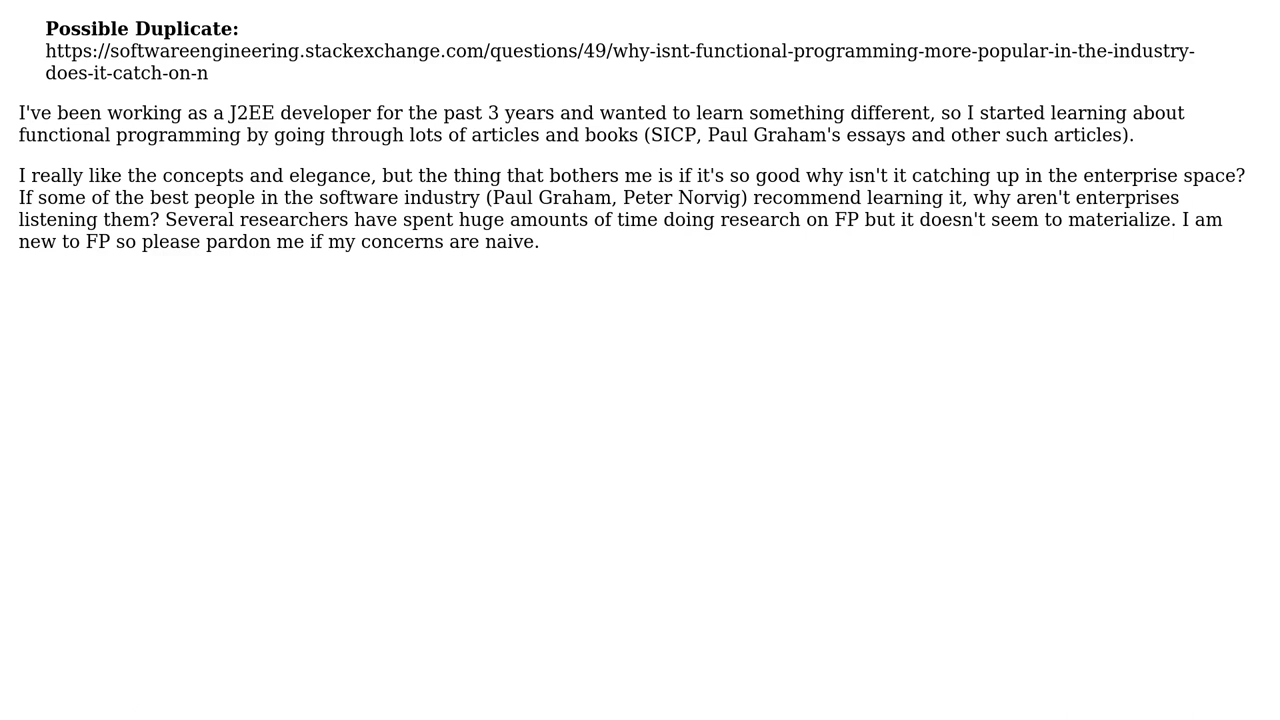 Possible Duplicate:
https://softwareengineering.stackexchange.com/questions/49/why-isnt-functional-programming-more-popular-in-the-industry-
does-it-catch-on-n
I've been working as a J2EE developer for the past 3 years and wanted to learn something different, so I started learning about
functional programming by going through lots of articles and books (SICP, Paul Graham's essays and other such articles).
I really like the concepts and elegance, but the thing that bothers me is if it's so good why isn't it catching up in the enterprise space?
If some of the best people in the software industry (Paul Graham, Peter Norvig) recommend learning it, why aren't enterprises
listening them? Several researchers have spent huge amounts of time doing research on FP but it doesn't seem to materialize. I am
new to FP so please pardon me if my concerns are naive.